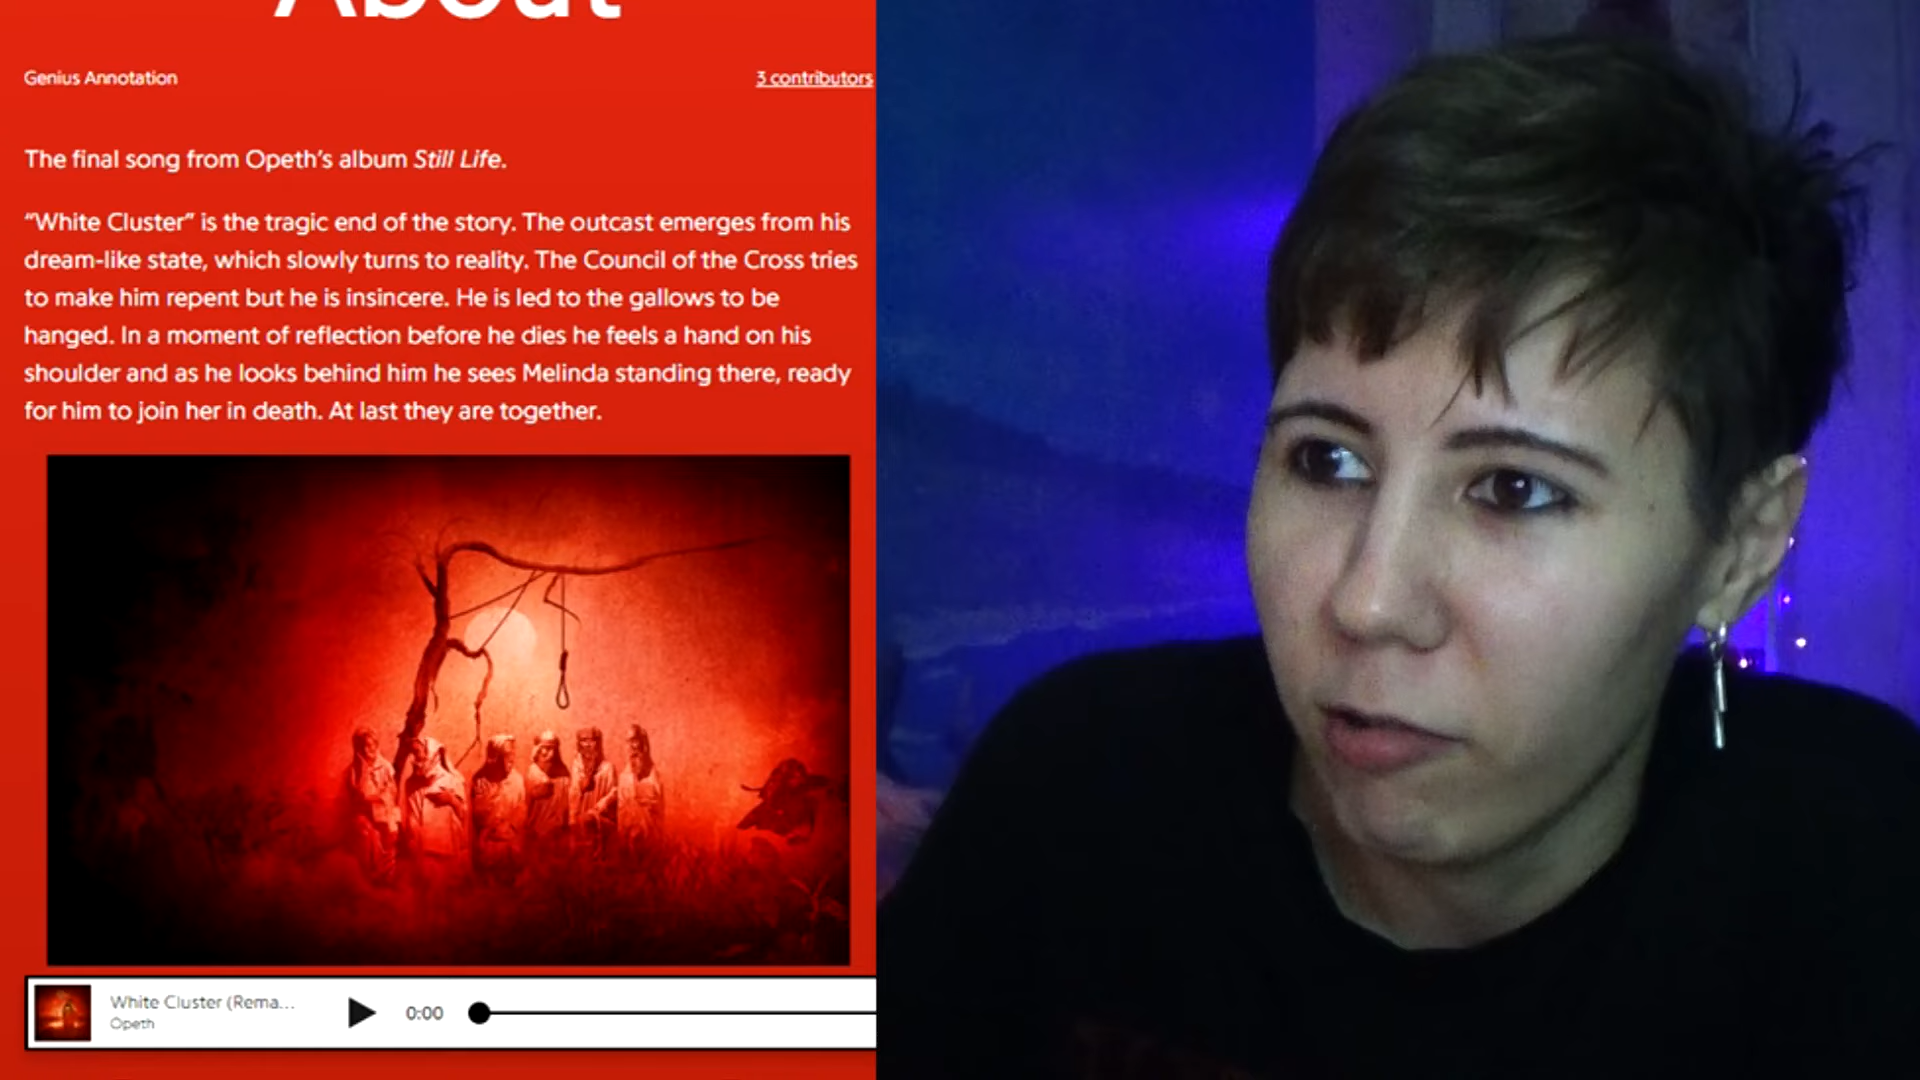 About
Genius Annotation
3 contributors
The final song from Opeth's album Still Life.
“White Cluster” is the tragic end of the story. The outcast emerges from his
dream-like state, which slowly turns to reality. The Council of the Cross tries
to make him repent but he is insincere. He is led to the gallows to be
hanged. In a moment of reflection before he dies he feels a hand on his
shoulder and as he looks behind him he sees Melinda standing there, ready
for him to join her in death. At last they are together.
White Cluster (Rema...
Opeth
0:00